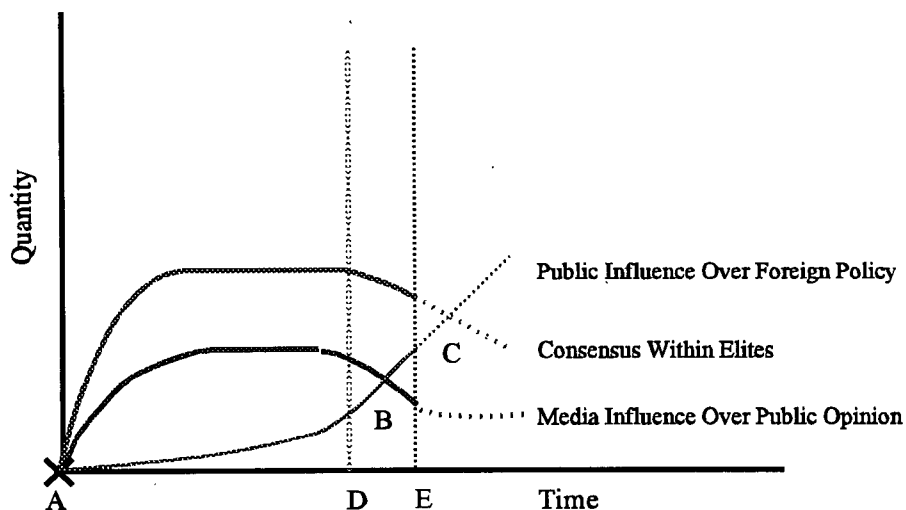 Quantity
Public Influence Over Foreign Policy
C
Consensus Within Elites
B
Media Influence Over Public Opinion
A
D
E
Time